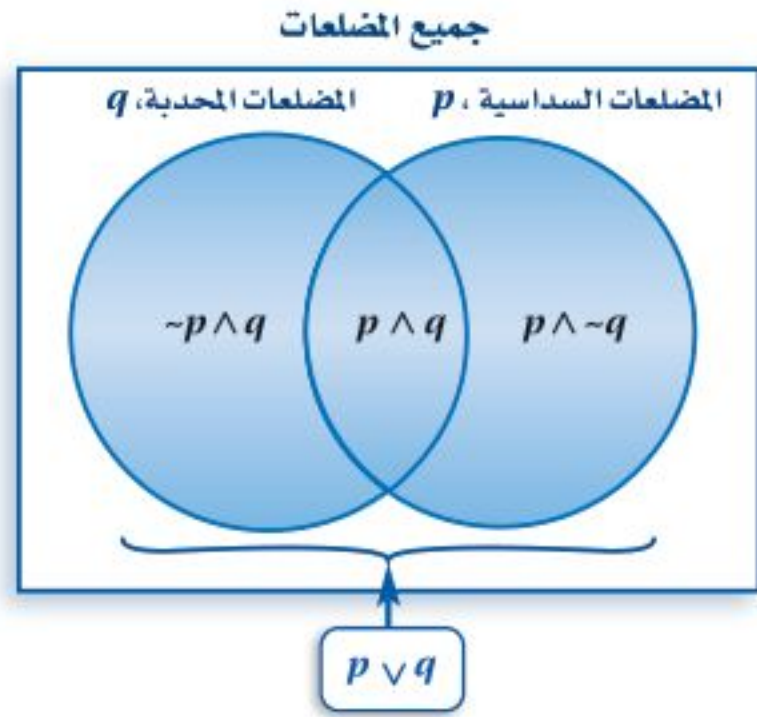 جميع المضلعات
المضلعات السداسية ، p
المضلعات المحدبة، q
~p ∧ q
p ∧ q
p ∧ ~q
p ∨ q